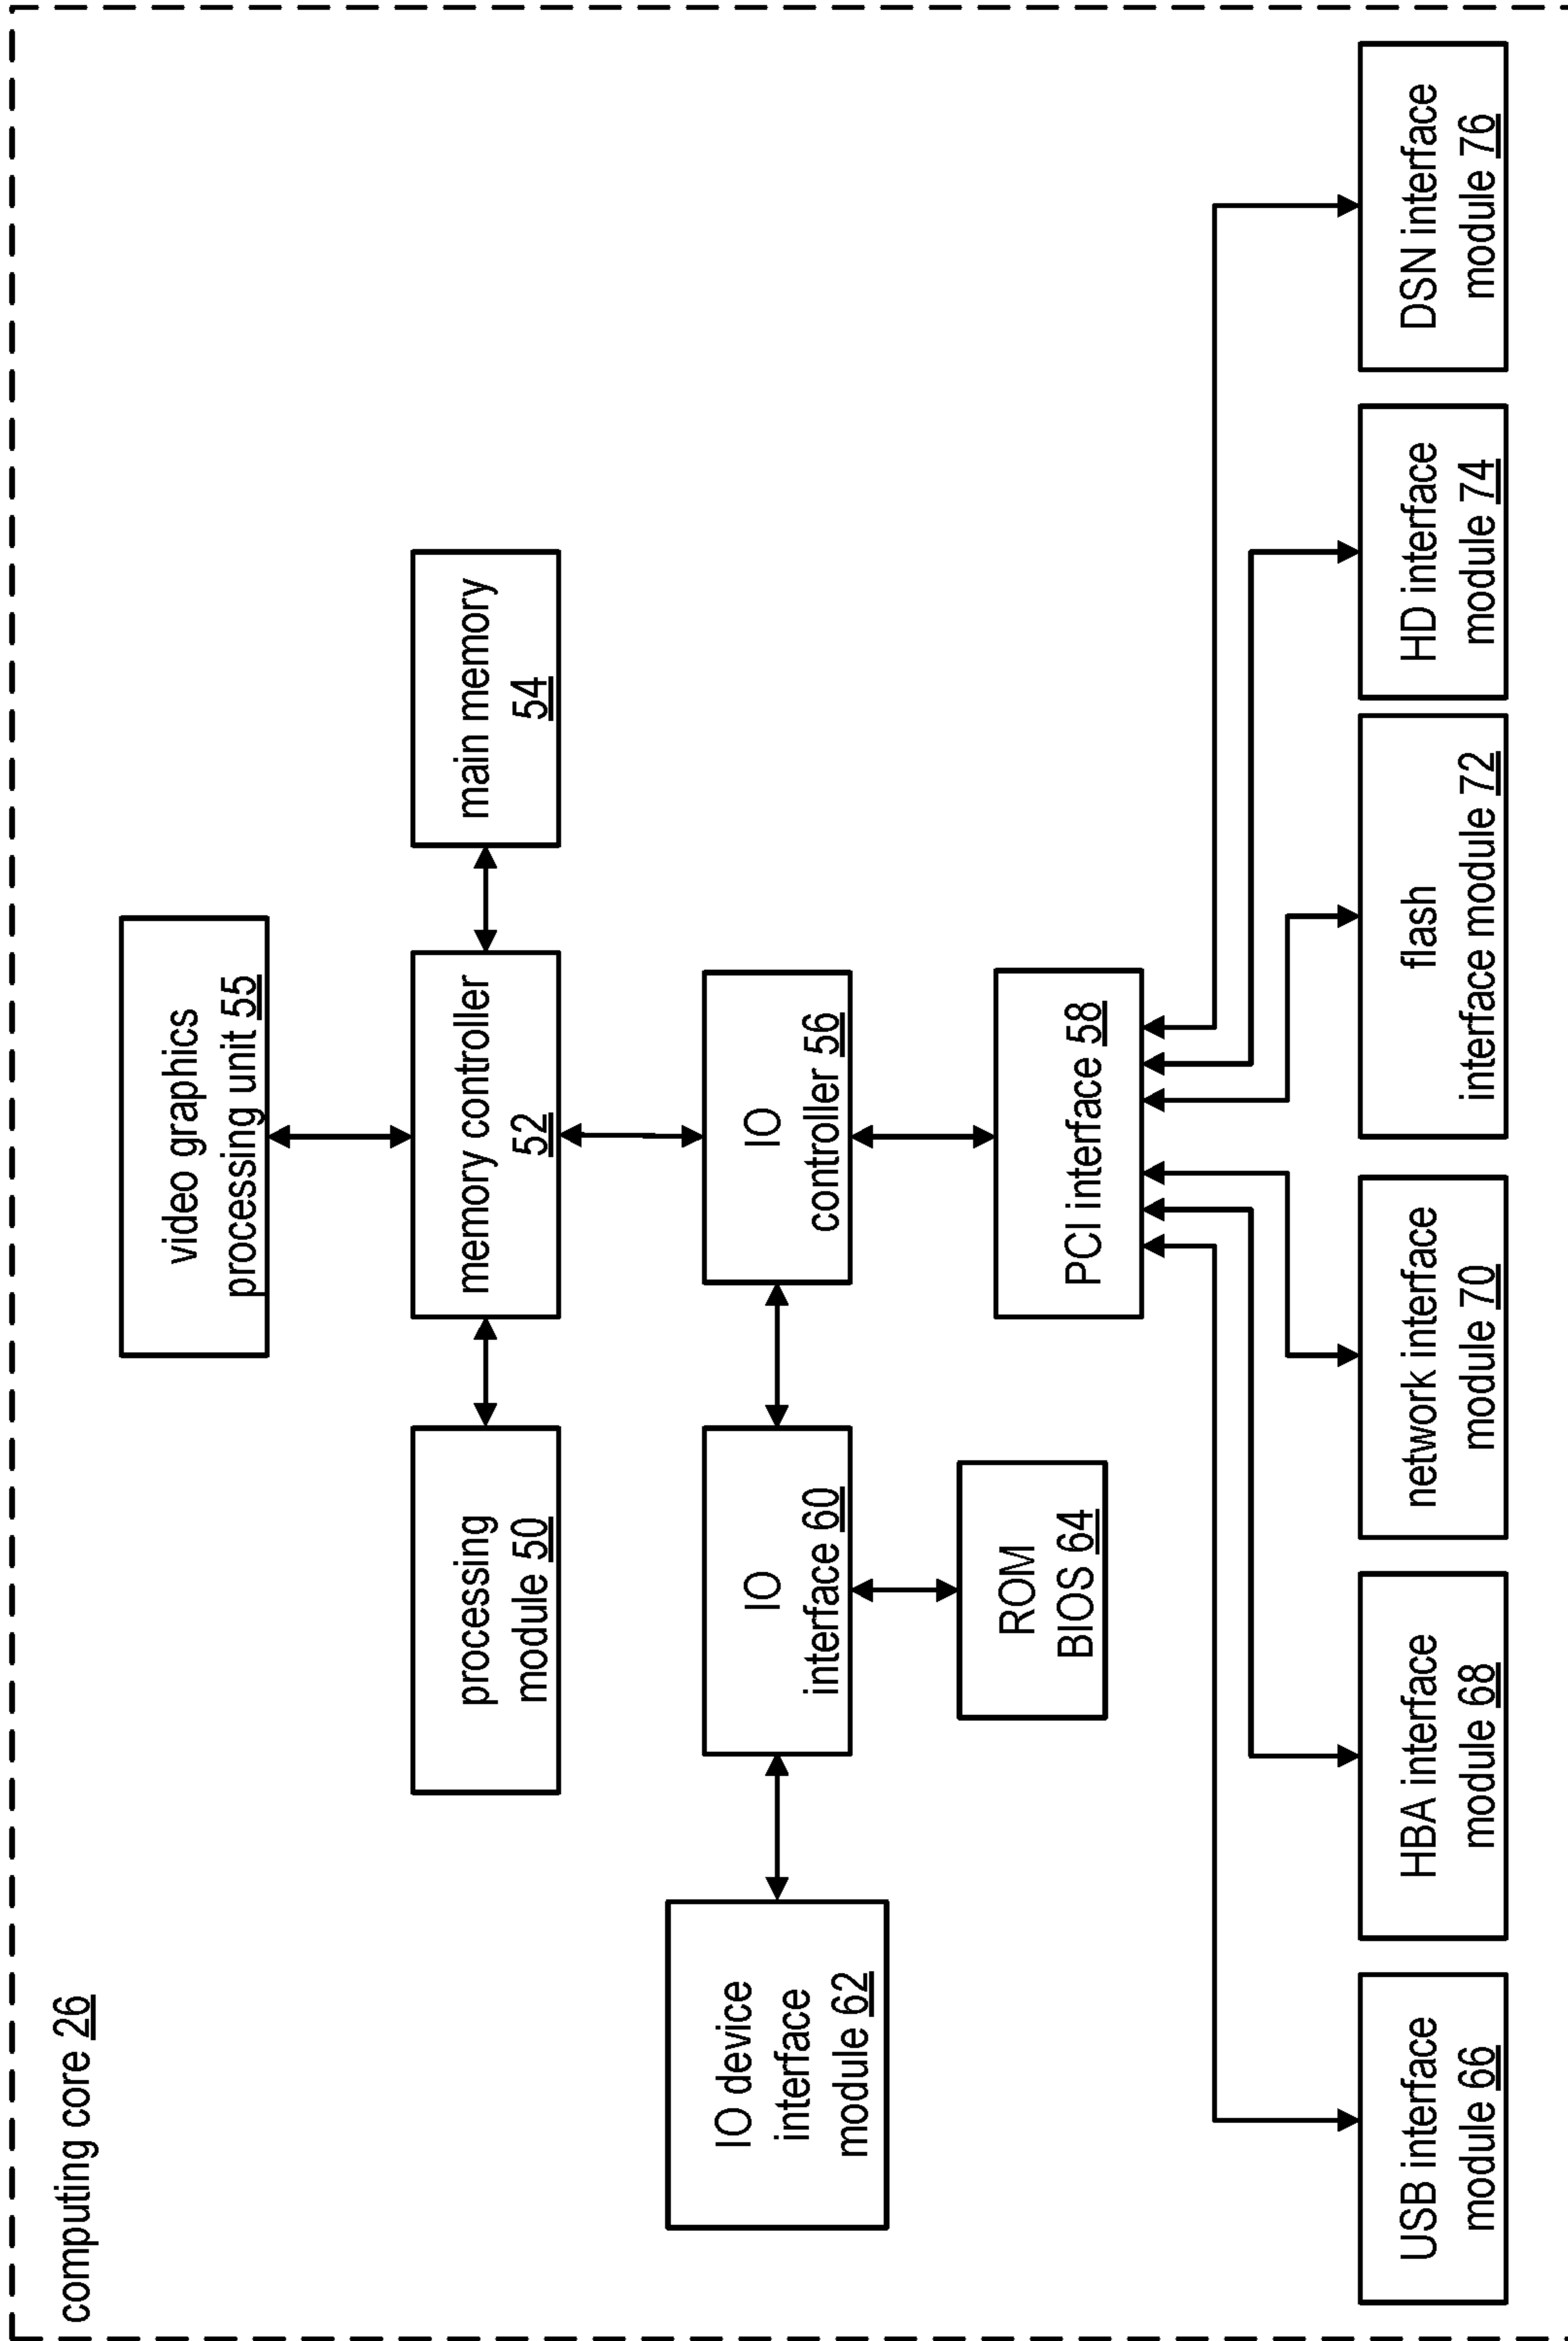 computing core 26
video graphics
processing unit 55
processing
module 50
memory controller
52
main memory
54
IO device
interface
module 62
IO
interface 60
IO
controller 56
ROM
BIOS 64
PCI interface 58
USB interface
module 66
HBA interface
module 68
network interface
module 70
flash
interface module 72
HD interface
module 74
DSN interface
module 76